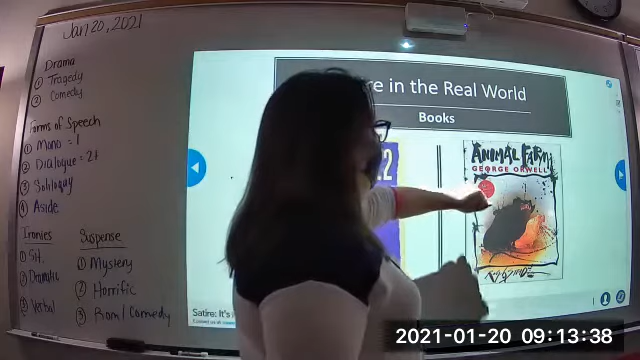 Jan 20, 2021
Drama
① Tragedy
② Comedy
Forms of Speech
① Mono = 1
② Dialogue = 2+
③ Soliloquy
④ Aside
Ironies
① Sit.
② Dramatic
③ Verbal
Suspense
① Mystery
② Horrific
③ Rom/Comedy
re in the Real World
Books
22
ANIMAL FARM
GEORGE ORWELL
Satire: It's
2021-01-20 09:13:38